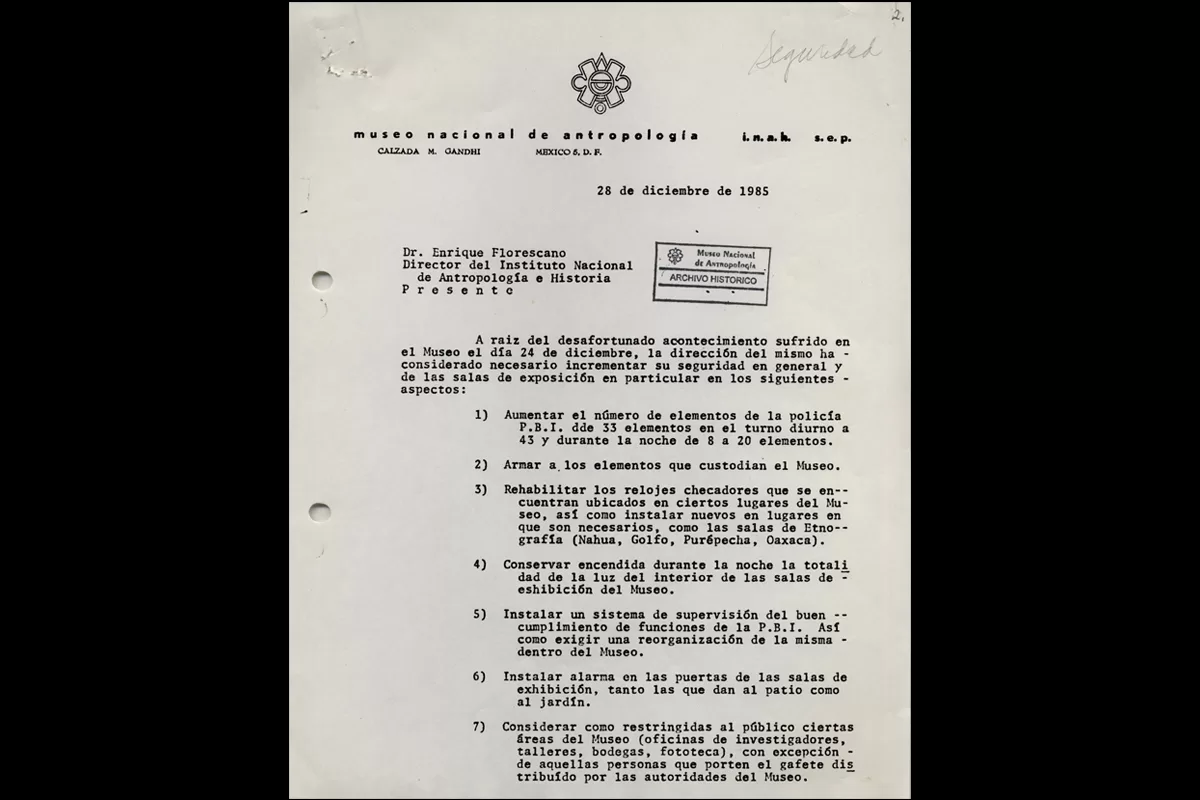 2.
Seguridad
museo nacional de antropología i.n.a.h. s.e.p.
CALZADA M. GANDHI MEXICO 5, D. F.
28 de diciembre de 1985
Dr. Enrique Florescano
Director del Instituto Nacional
de Antropología e Historia
P r e s e n t e
Museo Nacional
de Antropología
ARCHIVO HISTORICO
A raiz del desafortunado acontecimiento sufrido en
el Museo el día 24 de diciembre, la dirección del mismo ha -
considerado necesario incrementar su seguridad en general y
de las salas de exposición en particular en los siguientes -
aspectos:
1) Aumentar el número de elementos de la policía
P.B.I. dde 33 elementos en el turno diurno a
43 y durante la noche de 8 a 20 elementos.
2) Armar a los elementos que custodian el Museo.
3) Rehabilitar los relojes checadores que se en--
cuentran ubicados en ciertos lugares del Mu-
seo, así como instalar nuevos en lugares en
que son necesarios, como las salas de Etno--
grafía (Nahua, Golfo, Purépecha, Oaxaca).
4) Conservar encendida durante la noche la totali
dad de la luz del interior de las salas de -
eshibición del Museo.
5) Instalar un sistema de supervisión del buen --
cumplimiento de funciones de la P.B.I. Así
como exigir una reorganización de la misma -
dentro del Museo.
6) Instalar alarma en las puertas de las salas de
exhibición, tanto las que dan al patio como
al jardín.
7) Considerar como restringidas al público ciertas
áreas del Museo (oficinas de investigadores,
talleres, bodegas, fototeca), con excepción -
de aquellas personas que porten el gafete dis
tribuído por las autoridades del Museo.